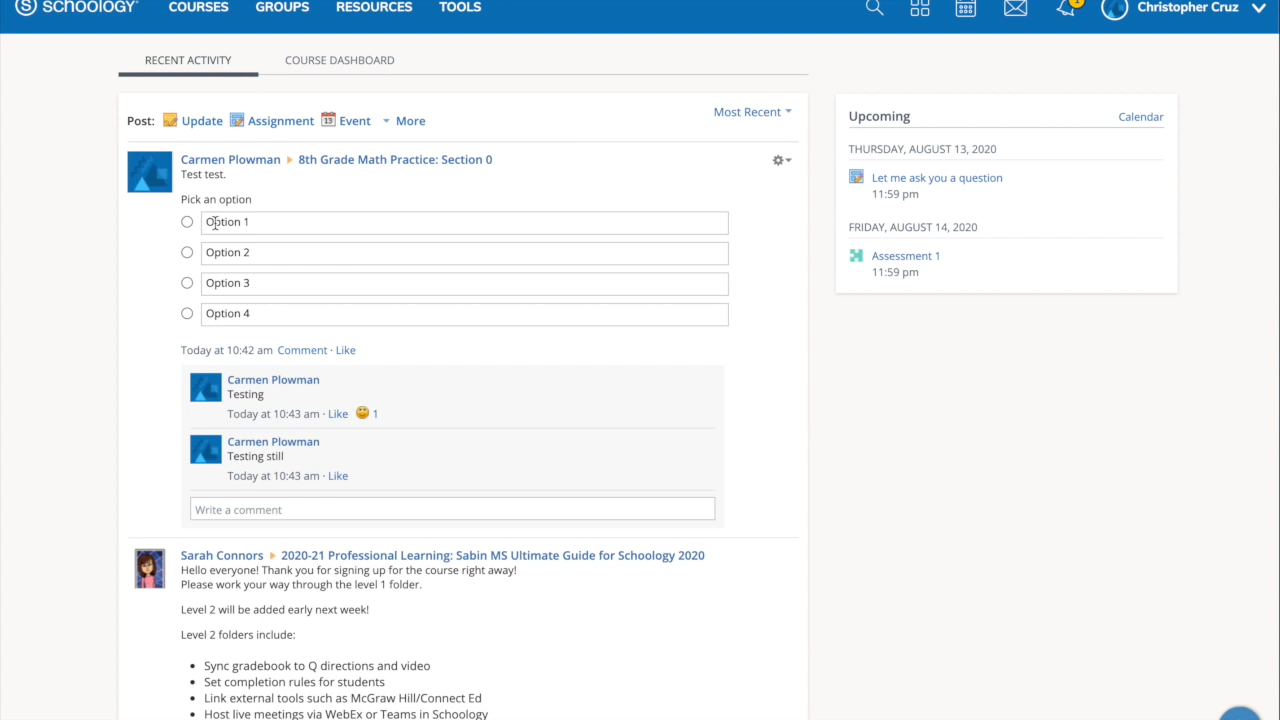 schoology COURSES GROUPS RESOURCES TOOLS 1 Christopher Cruz
RECENT ACTIVITY COURSE DASHBOARD
Post: Update Assignment 13 Event More
Most Recent
Carmen Plowman 8th Grade Math Practice: Section 0
Test test.
Pick an option
Option 1
Option 2
Option 3
Option 4
Today at 10:42 am Comment · Like
Carmen Plowman
Testing
Today at 10:43 am · Like 1
Carmen Plowman
Testing still
Today at 10:43 am · Like
Write a comment
Sarah Connors 2020-21 Professional Learning: Sabin MS Ultimate Guide for Schoology 2020
Hello everyone! Thank you for signing up for the course right away!
Please work your way through the level 1 folder.
Level 2 will be added early next week!
Level 2 folders include:
• Sync gradebook to Q directions and video
• Set completion rules for students
• Link external tools such as McGraw Hill/Connect Ed
• Host live meetings via WebEx or Teams in Schoology
Upcoming Calendar
THURSDAY, AUGUST 13, 2020
Let me ask you a question
11:59 pm
FRIDAY, AUGUST 14, 2020
Assessment 1
11:59 pm